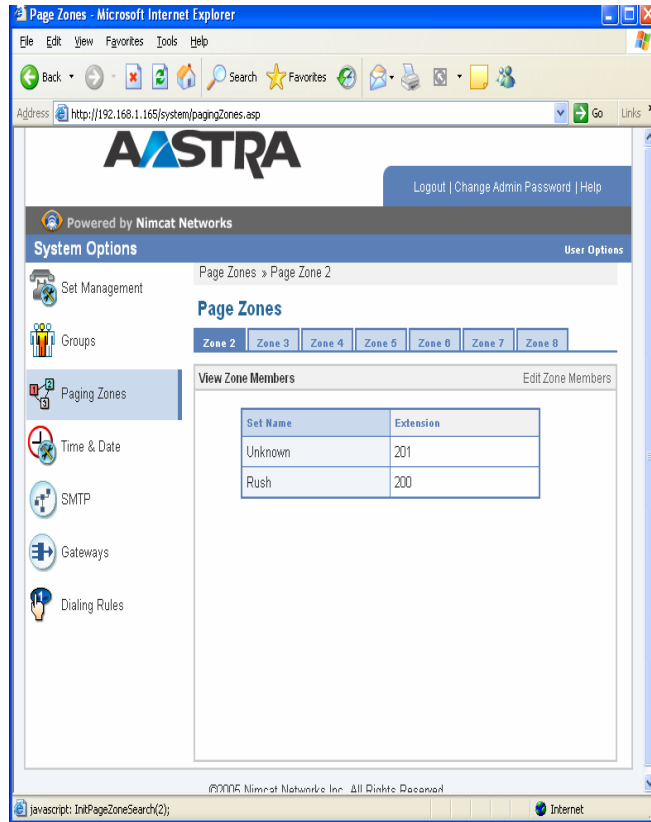 Page Zones - Microsoft Internet Explorer
File Edit View Favorites Tools Help
Back Search Favorites
Address http://192.168.1.165/system/pagingZones.asp Go Links
AASTRA
Logout | Change Admin Password | Help
Powered by Nimcat Networks
System Options User Options
Page Zones » Page Zone 2
Set Management
Page Zones
Groups
Zone 2 Zone 3 Zone 4 Zone 5 Zone 6 Zone 7 Zone 8
View Zone Members Edit Zone Members
Paging Zones
Set Name Extension
Time & Date
Unknown 201
Rush 200
SMTP
Gateways
Dialing Rules
©2005 Nimcat Networks Inc. All Rights Reserved
javascript: InitPageZoneSearch(2); Internet